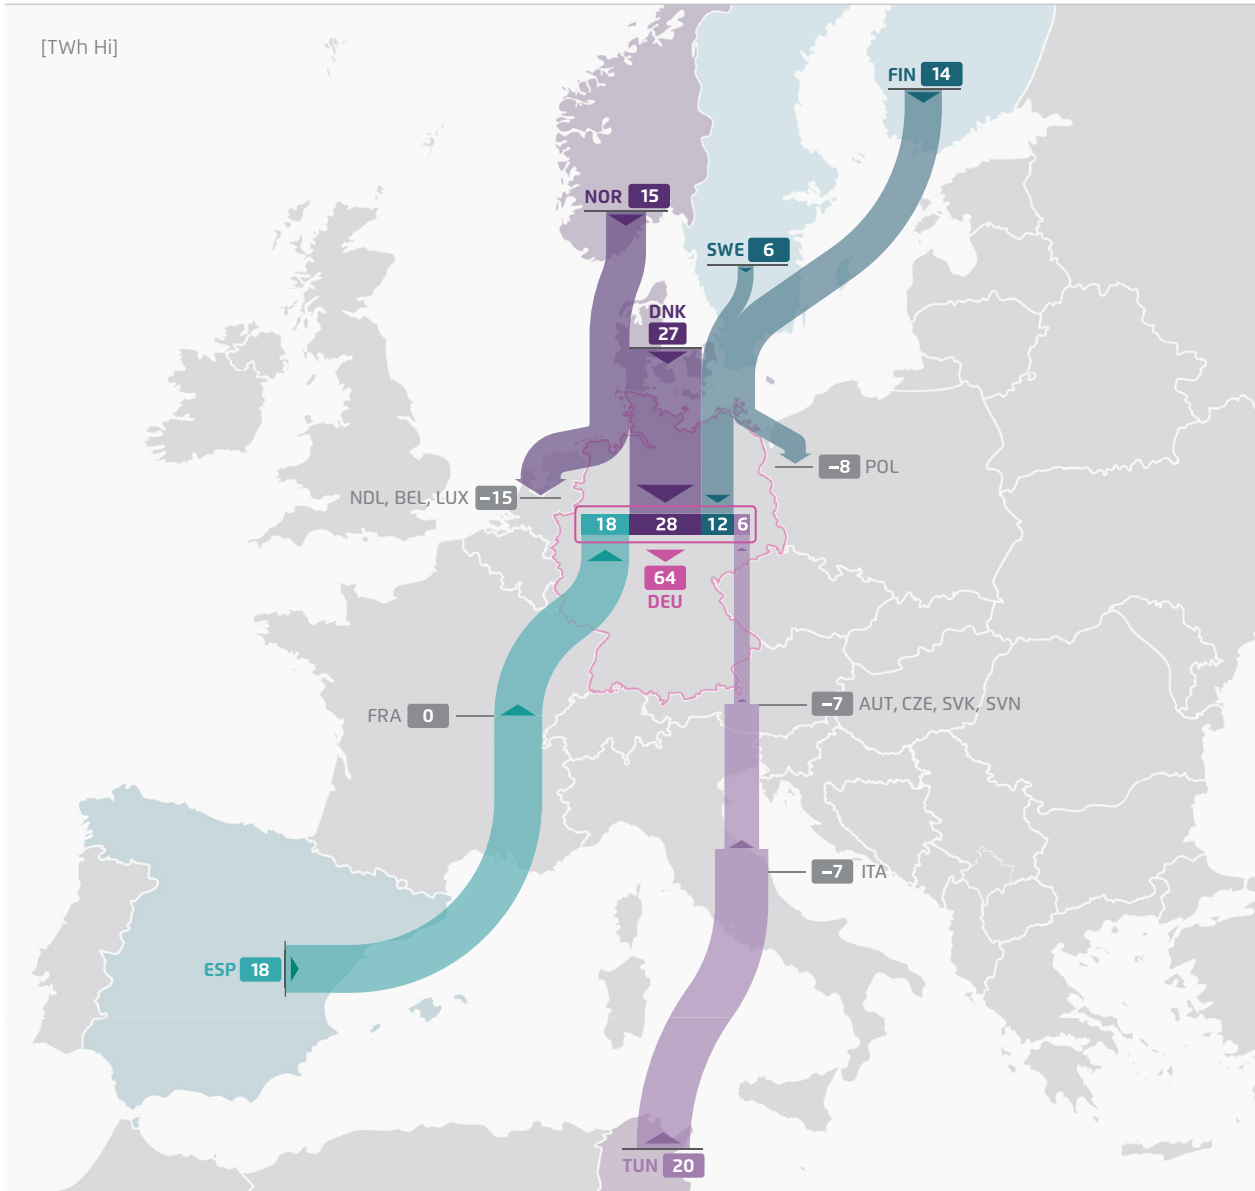 [TWh Hi]
FIN 14
NOR 15
SWE 6
DNK
27
−8 POL
NDL, BEL, LUX −15
18 28 12 6
64
DEU
−7 AUT, CZE, SVK, SVN
FRA 0
−7 ITA
ESP 18
TUN 20